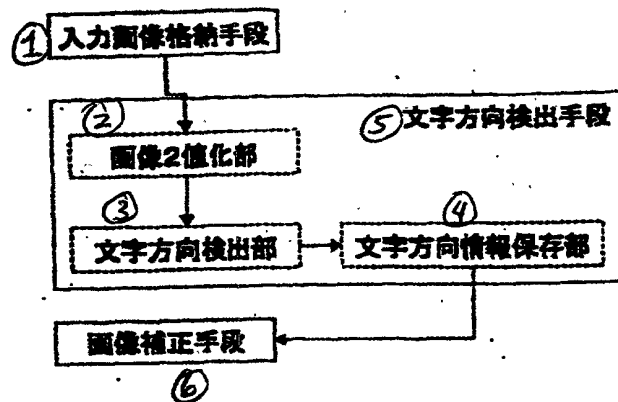 ① 入力画像格納手段
②
⑤ 文字方向検出手段
画像2値化部
③
④
文字方向検出部
文字方向情報保存部
画像補正手段
⑥